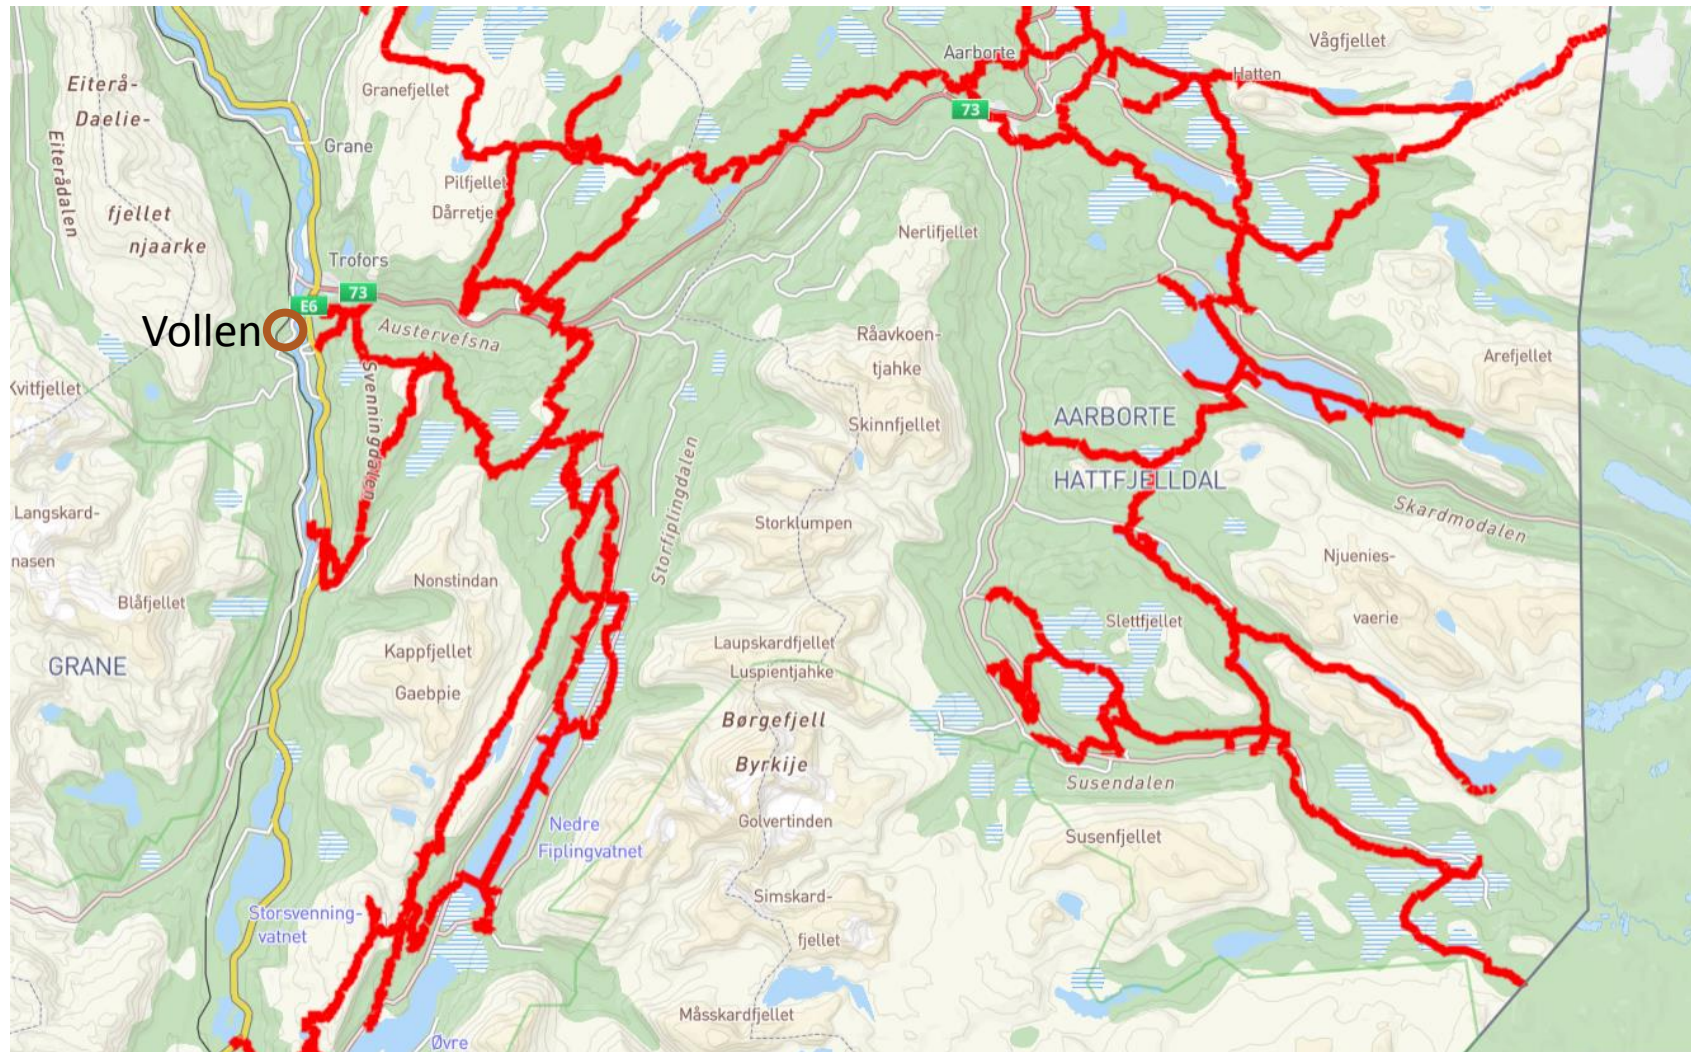 Vågfjellet
Aarborte
Hatten
Granefjellet
Eiterå-
Daelie-
73
Eiterådalen
Grane
Pilfjellet
Dårretje
fjellet
njaarke
Nerlifjellet
Trofors
73
E6
Vollen
Austervefsna
Råavkoen-
tjahke
Arefjellet
Kvitfjellet
Svenningdalen
AARBORTE
Skinnfjellet
HATTFJELLDAL
Storfiplingdalen
Langskard-
nasen
Storklumpen
Skardmodalen
Njuenies-
vaerie
Nonstindan
Blåfjellet
Slettfjellet
Laupskardfjellet
Luspientjahke
Kappfjellet
Gaebpie
GRANE
Børgefjell
Byrkije
Susendalen
Golvertinden
Nedre
Fiplingvatnet
Susenfjellet
Simskard-
fjellet
Storsvenning-
vatnet
Måsskardfjellet
Øvre